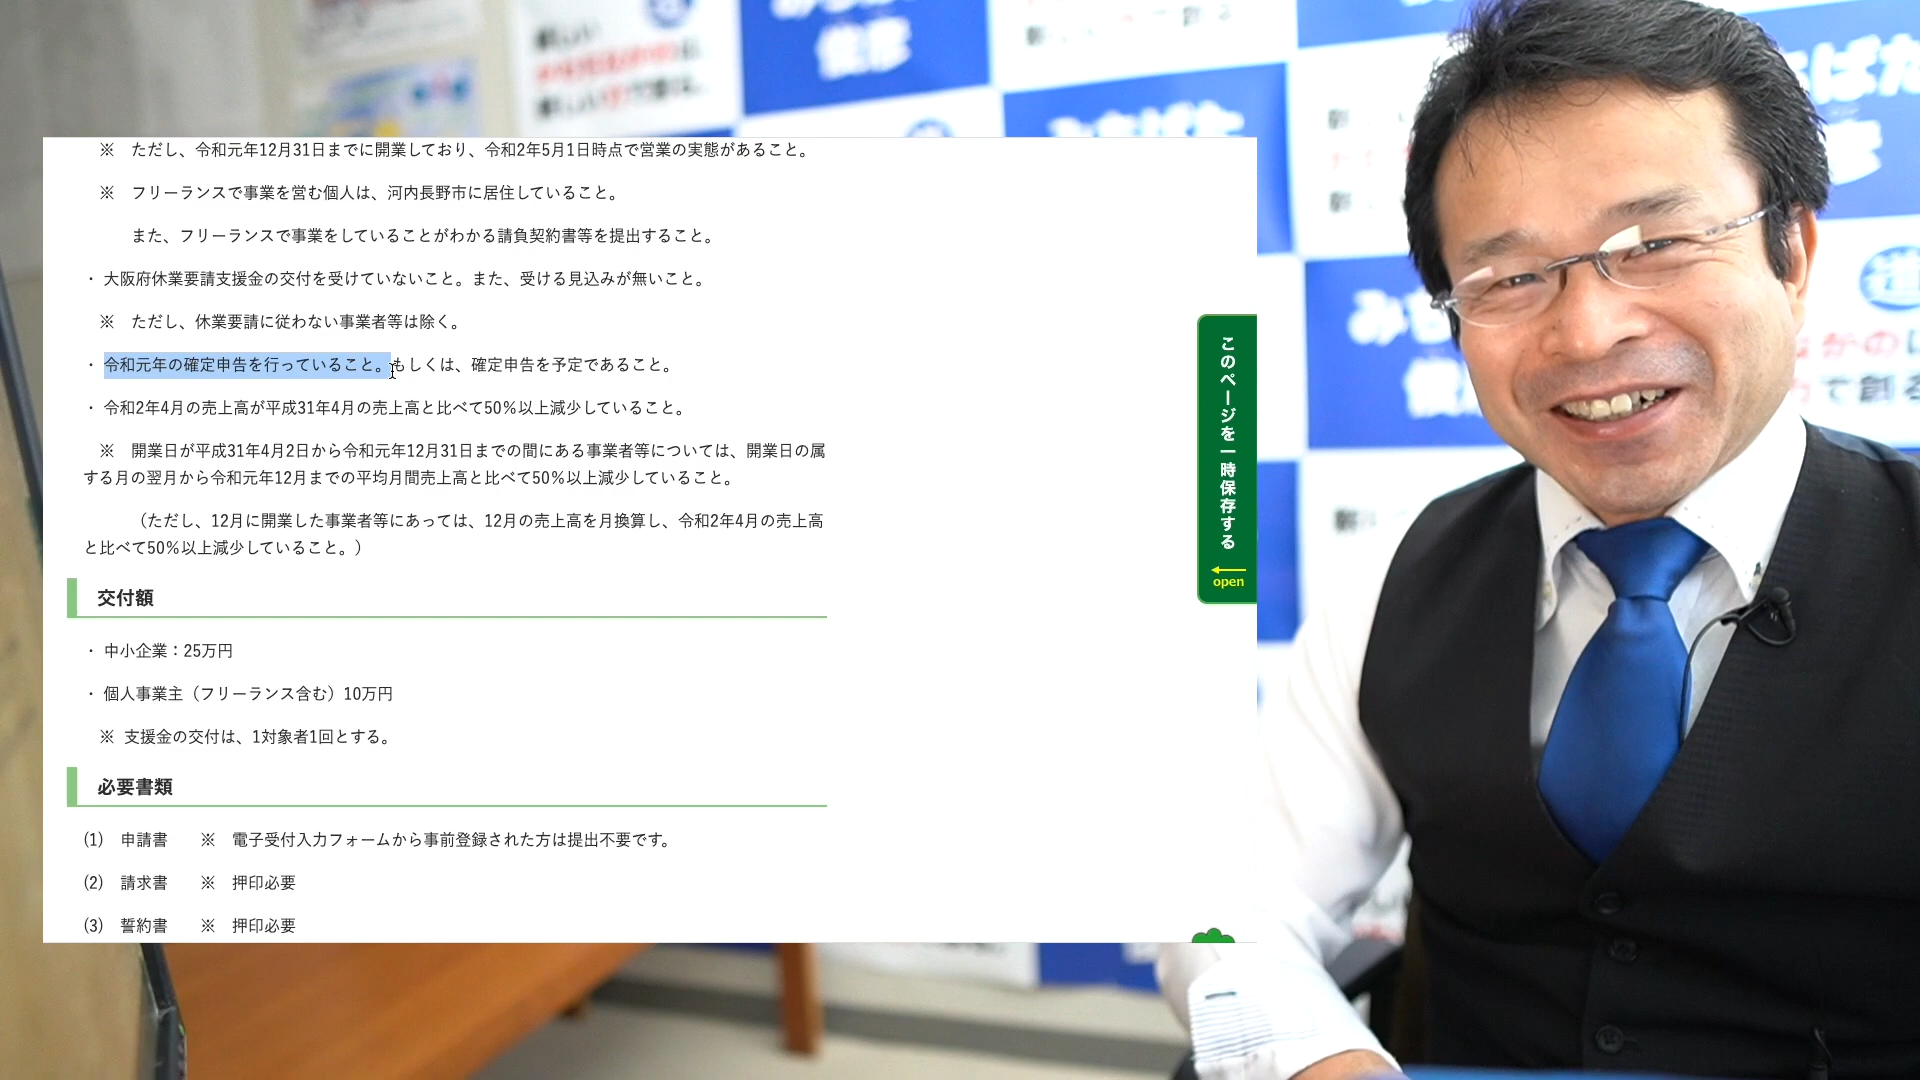 ※　ただし、令和元年12月31日までに開業しており、令和2年5月1日時点で営業の実態があること。
※　フリーランスで事業を営む個人は、河内長野市に居住していること。
また、フリーランスで事業をしていることがわかる請負契約書等を提出すること。
・ 大阪府休業要請支援金の交付を受けていないこと。また、受ける見込みが無いこと。
※　ただし、休業要請に従わない事業者等は除く。
・ 令和元年の確定申告を行っていること。もしくは、確定申告を予定であること。
・ 令和2年4月の売上高が平成31年4月の売上高と比べて50%以上減少していること。
※　開業日が平成31年4月2日から令和元年12月31日までの間にある事業者等については、開業日の属
する月の翌月から令和元年12月までの平均月間売上高と比べて50%以上減少していること。
（ただし、12月に開業した事業者等にあっては、12月の売上高を月換算し、令和2年4月の売上高
と比べて50%以上減少していること。）
交付額
・ 中小企業：25万円
・ 個人事業主（フリーランス含む）10万円
※ 支援金の交付は、1対象者1回とする。
必要書類
(1)　申請書　　※　電子受付入力フォームから事前登録された方は提出不要です。
(2)　請求書　　※　押印必要
(3)　誓約書　　※　押印必要
このページを一時保存する
open
みちばた
俊彦
ばた
道